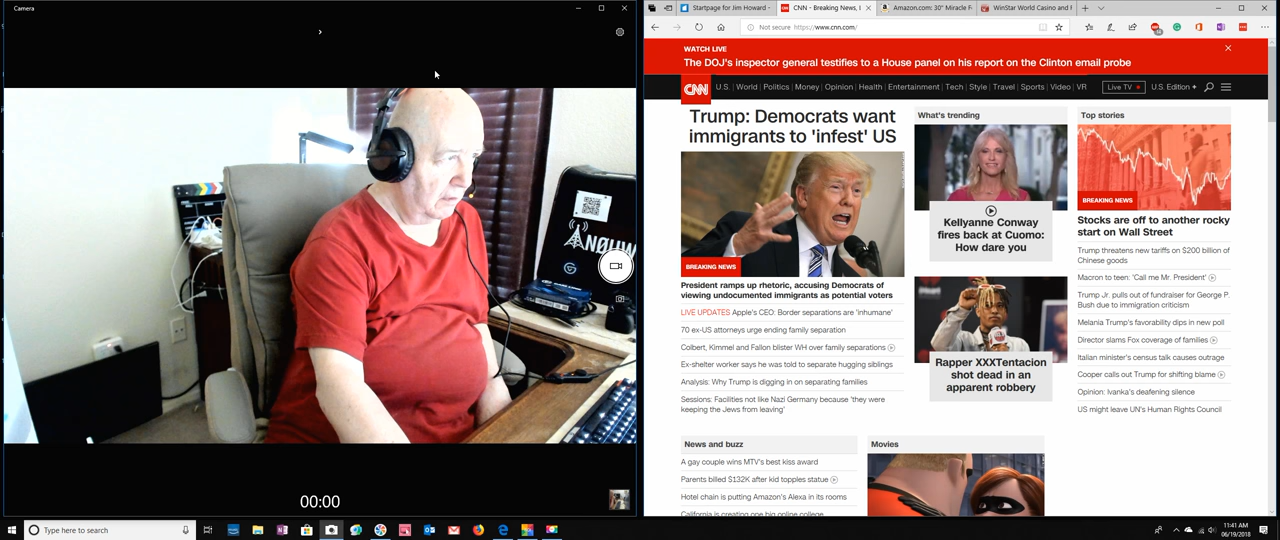 Camera
AN0UW
00:00
Startpage for Jim Howard -
CNN - Breaking News, l
Amazon.com: 30" Miracle F
WinStar World Casino and F
Not secure https://www.cnn.com/
WATCH LIVE
The DOJ's inspector general testifies to a House panel on his report on the Clinton email probe
CNN
U.S. World Politics Money Opinion Health Entertainment Tech Style Travel Sports Video VR
Live TV
U.S. Edition +
Trump: Democrats want
immigrants to 'infest' US
BREAKING NEWS
President ramps up rhetoric, accusing Democrats of
viewing undocumented immigrants as potential voters
LIVE UPDATES Apple's CEO: Border separations are 'inhumane'
70 ex-US attorneys urge ending family separation
Colbert, Kimmel and Fallon blister WH over family separations
Ex-shelter worker says he was told to separate hugging siblings
Analysis: Why Trump is digging in on separating families
Sessions: Facilities not like Nazi Germany because 'they were
keeping the Jews from leaving'
What's trending
Kellyanne Conway
fires back at Cuomo:
How dare you
Rapper XXXTentacion
shot dead in an
apparent robbery
Top stories
BREAKING NEWS
Stocks are off to another rocky
start on Wall Street
Trump threatens new tariffs on $200 billion of
Chinese goods
Macron to teen: 'Call me Mr. President'
Trump Jr. pulls out of fundraiser for George P.
Bush due to immigration criticism
Melania Trump's favorability dips in new poll
Director slams Fox coverage of families
Italian minister's census talk causes outrage
Cooper calls out Trump for shifting blame
Opinion: Ivanka's deafening silence
US might leave UN's Human Rights Council
News and buzz
A gay couple wins MTV's best kiss award
Parents billed $132K after kid topples statue
Hotel chain is putting Amazon's Alexa in its rooms
California is creating one big online college
Movies
Type here to search
11:41 AM
06/19/2018